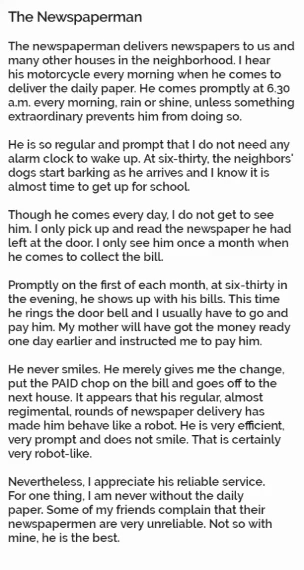 The Newspaperman
The newspaperman delivers newspapers to us and
many other houses in the neighborhood. I hear
his motorcycle every morning when he comes to
deliver the daily paper. He comes promptly at 6.30
a.m. every morning, rain or shine, unless something
extraordinary prevents him from doing so.
He is so regular and prompt that I do not need any
alarm clock to wake up. At six-thirty, the neighbors'
dogs start barking as he arrives and I know it is
almost time to get up for school.
Though he comes every day, I do not get to see
him. I only pick up and read the newspaper he had
left at the door. I only see him once a month when
he comes to collect the bill.
Promptly on the first of each month, at six-thirty in
the evening, he shows up with his bills. This time
he rings the door bell and I usually have to go and
pay him. My mother will have got the money ready
one day earlier and instructed me to pay him.
He never smiles. He merely gives me the change,
put the PAID chop on the bill and goes off to the
next house. It appears that his regular, almost
regimental, rounds of newspaper delivery has
made him behave like a robot. He is very efficient,
very prompt and does not smile. That is certainly
very robot-like.
Nevertheless, I appreciate his reliable service.
For one thing, I am never without the daily
paper. Some of my friends complain that their
newspapermen are very unreliable. Not so with
mine, he is the best.